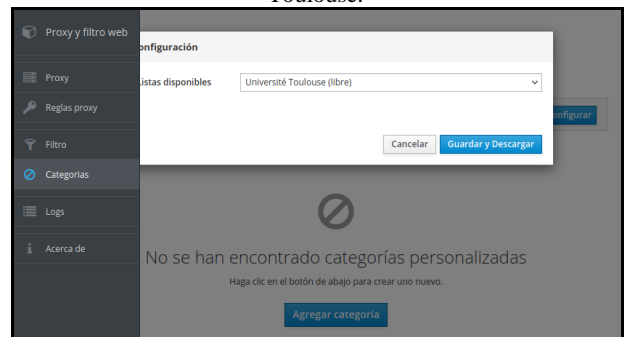 Toulouse.
Proxy y filtro web
Proxy
Reglas proxy
Filtro
Categorias
Logs
Acerca de
onfiguración
istas disponibles
Université Toulouse (libre)
Cancelar
Guardar y Descargar
onfigurar
No se han encontrado categorías personalizadas
Haga clic en el botón de abajo para crear uno nuevo.
Agregar categoría